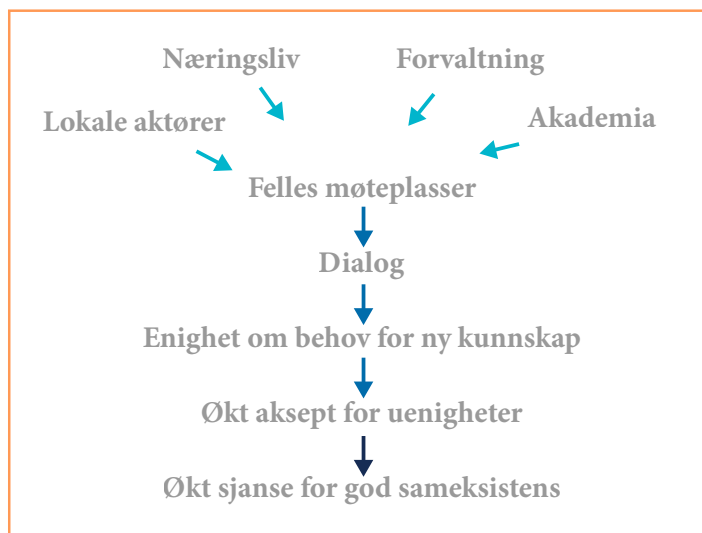 Næringsliv
Forvaltning
Lokale aktører
Akademia
Felles møteplasser
Dialog
Enighet om behov for ny kunnskap
Økt aksept for uenigheter
Økt sjanse for god sameksistens